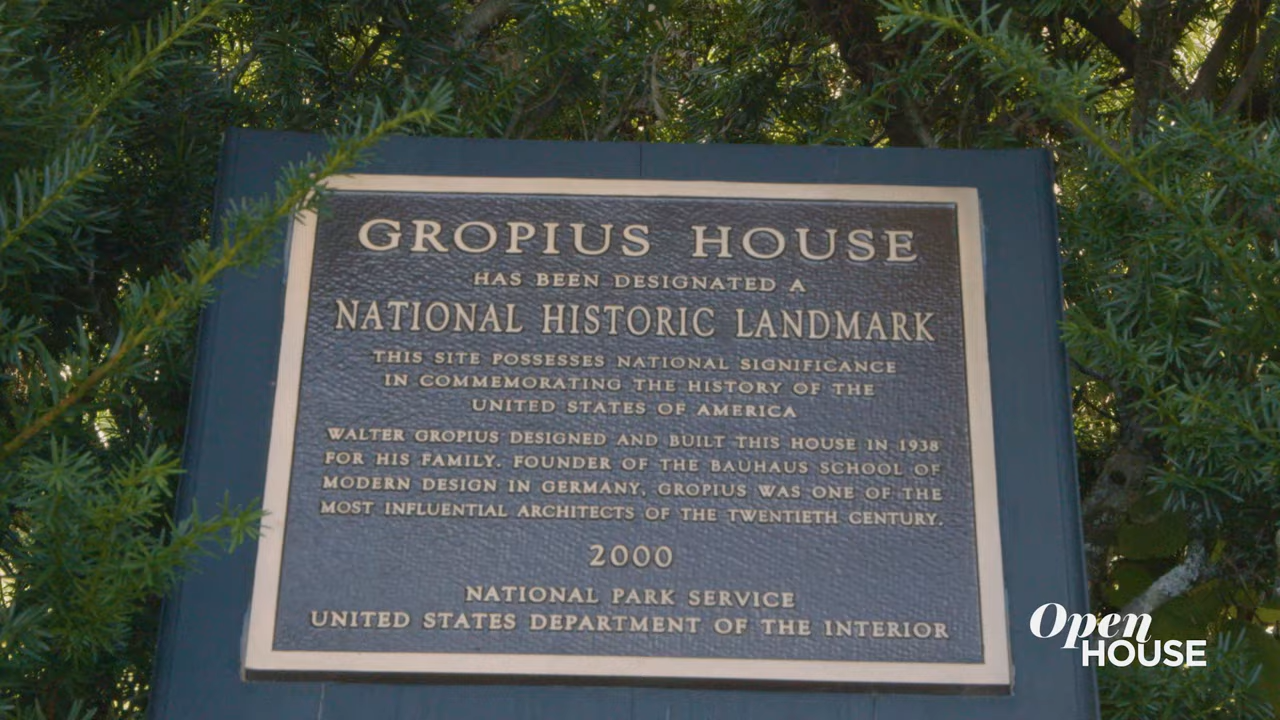 GROPIUS HOUSE
HAS BEEN DESIGNATED A
NATIONAL HISTORIC LANDMARK
THIS SITE POSSESSES NATIONAL SIGNIFICANCE
IN COMMEMORATING THE HISTORY OF THE
UNITED STATES OF AMERICA
WALTER GROPIUS DESIGNED AND BUILT THIS HOUSE IN 1938
FOR HIS FAMILY. FOUNDER OF THE BAUHAUS SCHOOL OF
MODERN DESIGN IN GERMANY, GROPIUS WAS ONE OF THE
MOST INFLUENTIAL ARCHITECTS OF THE TWENTIETH CENTURY.
2000
NATIONAL PARK SERVICE
UNITED STATES DEPARTMENT OF THE INTERIOR
Open
HOUSE